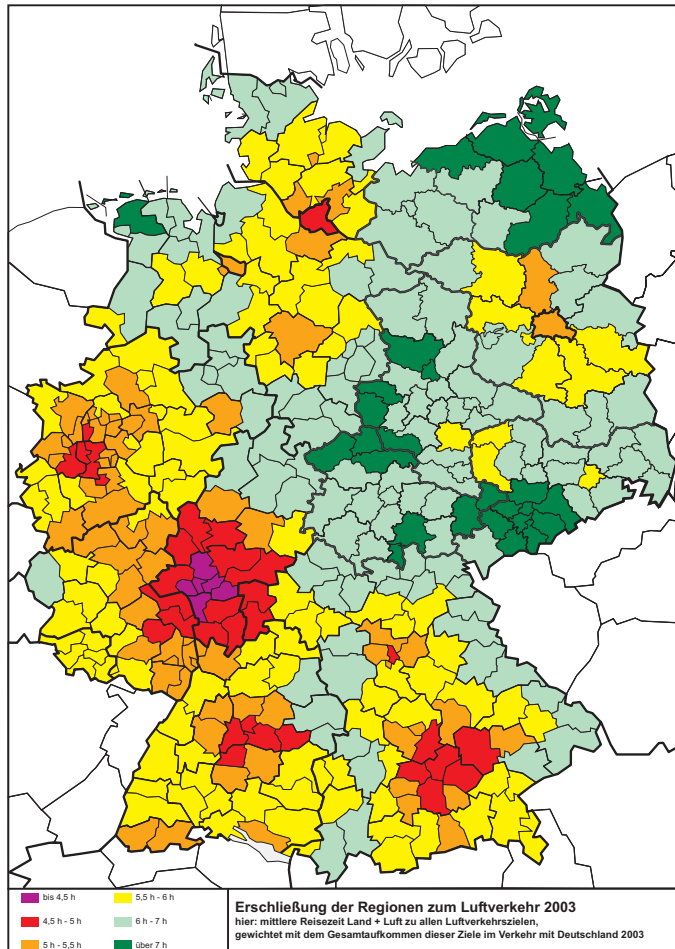 bis 4,5 h
4,5 h - 5 h
5 h - 5,5 h
5,5 h - 6 h
6 h - 7 h
über 7 h
Erschließung der Regionen zum Luftverkehr 2003
hier: mittlere Reisezeit Land + Luft zu allen Luftverkehrszielen,
gewichtet mit dem Gesamtaufkommen dieser Ziele im Verkehr mit Deutschland 2003